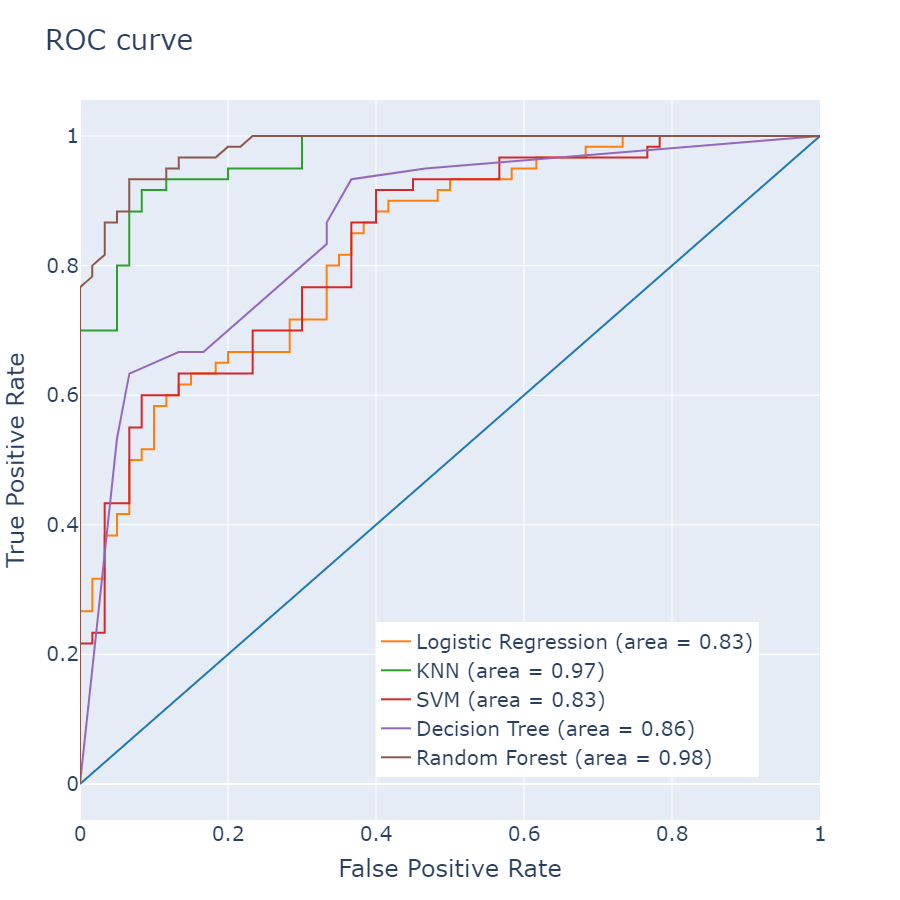 ROC curve
True Positive Rate
1
0.8
0.6
0.4
0.2
0
Logistic Regression (area = 0.83)
KNN (area = 0.97)
SVM (area = 0.83)
Decision Tree (area = 0.86)
Random Forest (area = 0.98)
0 0.2 0.4 0.6 0.8 1
False Positive Rate